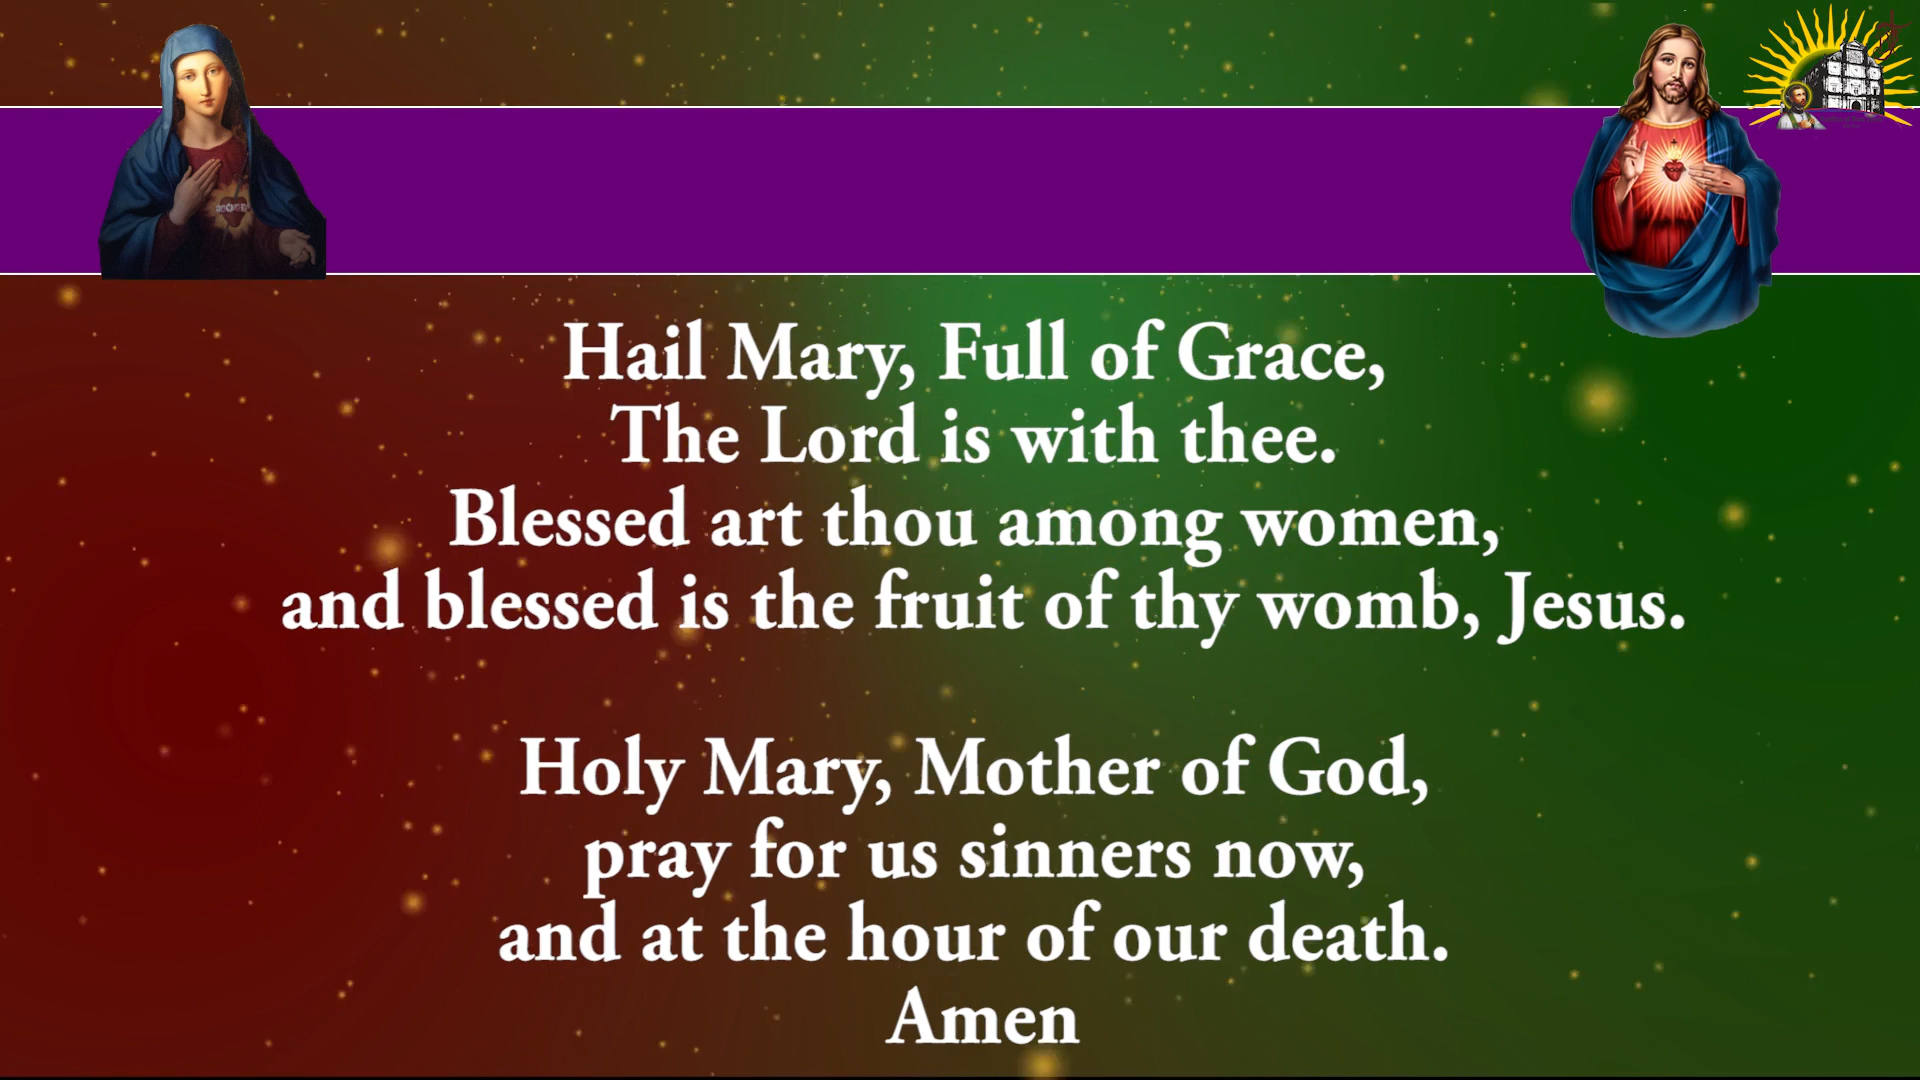 Hail Mary, Full of Grace,
The Lord is with thee.
Blessed art thou among women,
and blessed is the fruit of thy womb, Jesus.
Holy Mary, Mother of God,
pray for us sinners now,
and at the hour of our death.
Amen